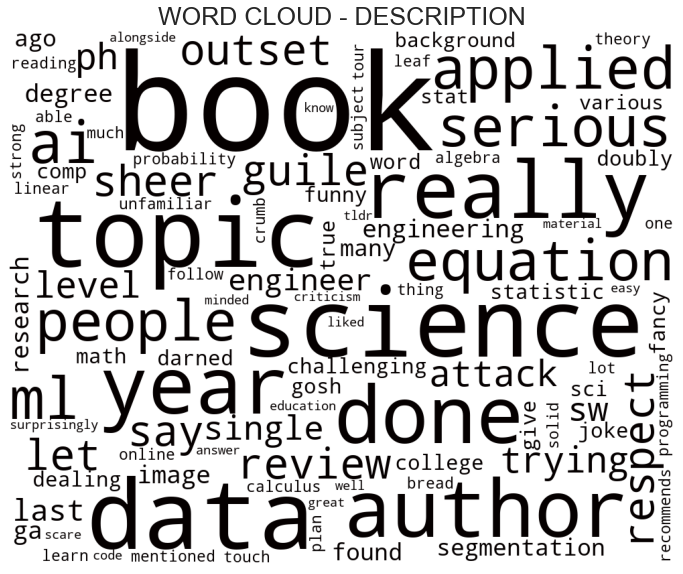 WORD CLOUD - DESCRIPTION
ago
alongside
ph
outset
background
theory
reading
book
leaf
applied
subject
tour
degree
know
stat
various
able
much
serious
strong
ai
probability
guile
word
algebra
doubly
comp
linear
sheer
funny
really
unfamiliar
crumb
tldr
engineering
material
one
topic
true
many
equation
research
level
follow
engineer
thing
statistic
easy
minded
criticism
people
science
liked
fancy
math
darned
challenging
attack
lot
ml
year
gosh
done
sci
respect
programming
education
sw
surprisingly
say
single
give
solid
joke
let
online
answer
review
college
trying
dealing
image
calculus
well
bread
recommends
last
data
great
author
plan
ga
scare
found
segmentation
learn
code
mentioned
touch